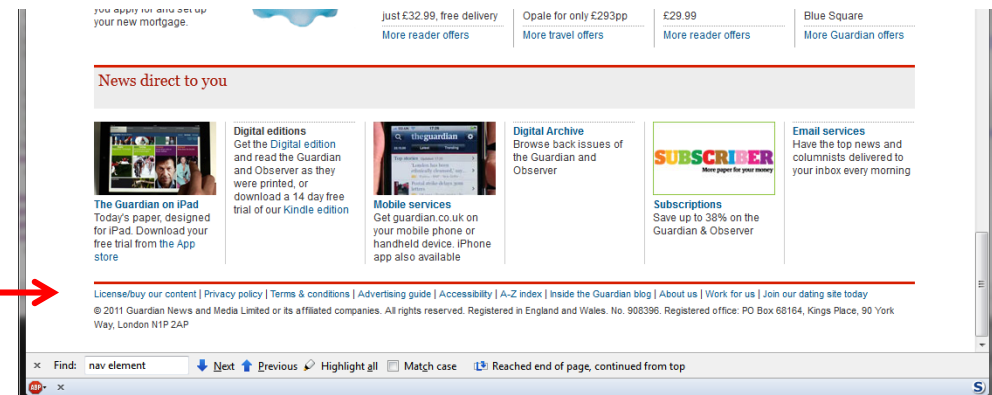 you apply for and set up
your new mortgage.
just £32.99, free delivery
More reader offers
Opale for only £293pp
More travel offers
£29.99
More reader offers
Blue Square
More Guardian offers
News direct to you
The Guardian on iPad
Today's paper, designed
for iPad. Download your
free trial from the App
store
Digital editions
Get the Digital edition
and read the Guardian
and Observer as they
were printed, or
download a 14 day free
trial of our Kindle edition
theguardian
Latest
Trending
Top stories
Mobile services
Get guardian.co.uk on
your mobile phone or
handheld device. iPhone
app also available
Digital Archive
Browse back issues of
the Guardian and
Observer
SUBSCRIBER
More paper for your money
Subscriptions
Save up to 38% on the
Guardian & Observer
Email services
Have the top news and
columnists delivered to
your inbox every morning
License/buy our content | Privacy policy | Terms & conditions | Advertising guide | Accessibility | A-Z index | Inside the Guardian blog | About us | Work for us | Join our dating site today
© 2011 Guardian News and Media Limited or its affiliated companies. All rights reserved. Registered in England and Wales. No. 908396. Registered office: PO Box 68164, Kings Place, 90 York
Way, London N1P 2AP
× Find: nav element Next Previous Highlight all Match case Reached end of page, continued from top
ABP × S